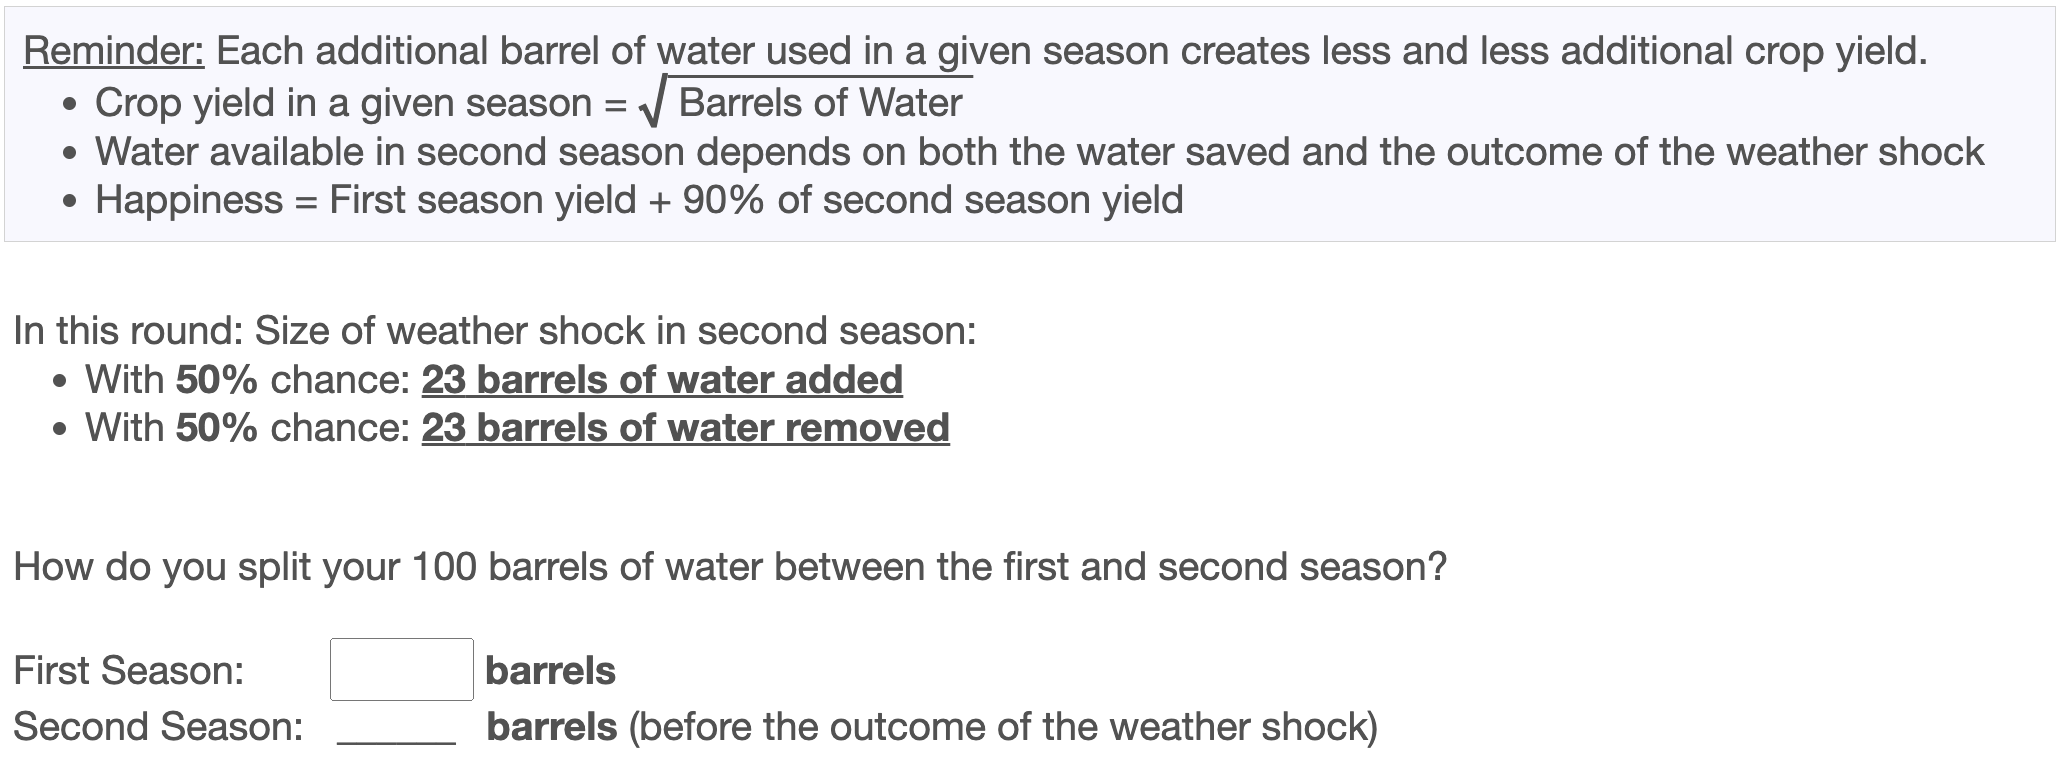 Reminder: Each additional barrel of water used in a given season creates less and less additional crop yield.
• Crop yield in a given season = √Barrels of Water
• Water available in second season depends on both the water saved and the outcome of the weather shock
• Happiness = First season yield + 90% of second season yield
In this round: Size of weather shock in second season:
• With 50% chance: 23 barrels of water added
• With 50% chance: 23 barrels of water removed
How do you split your 100 barrels of water between the first and second season?
First Season: barrels
Second Season: ______ barrels (before the outcome of the weather shock)